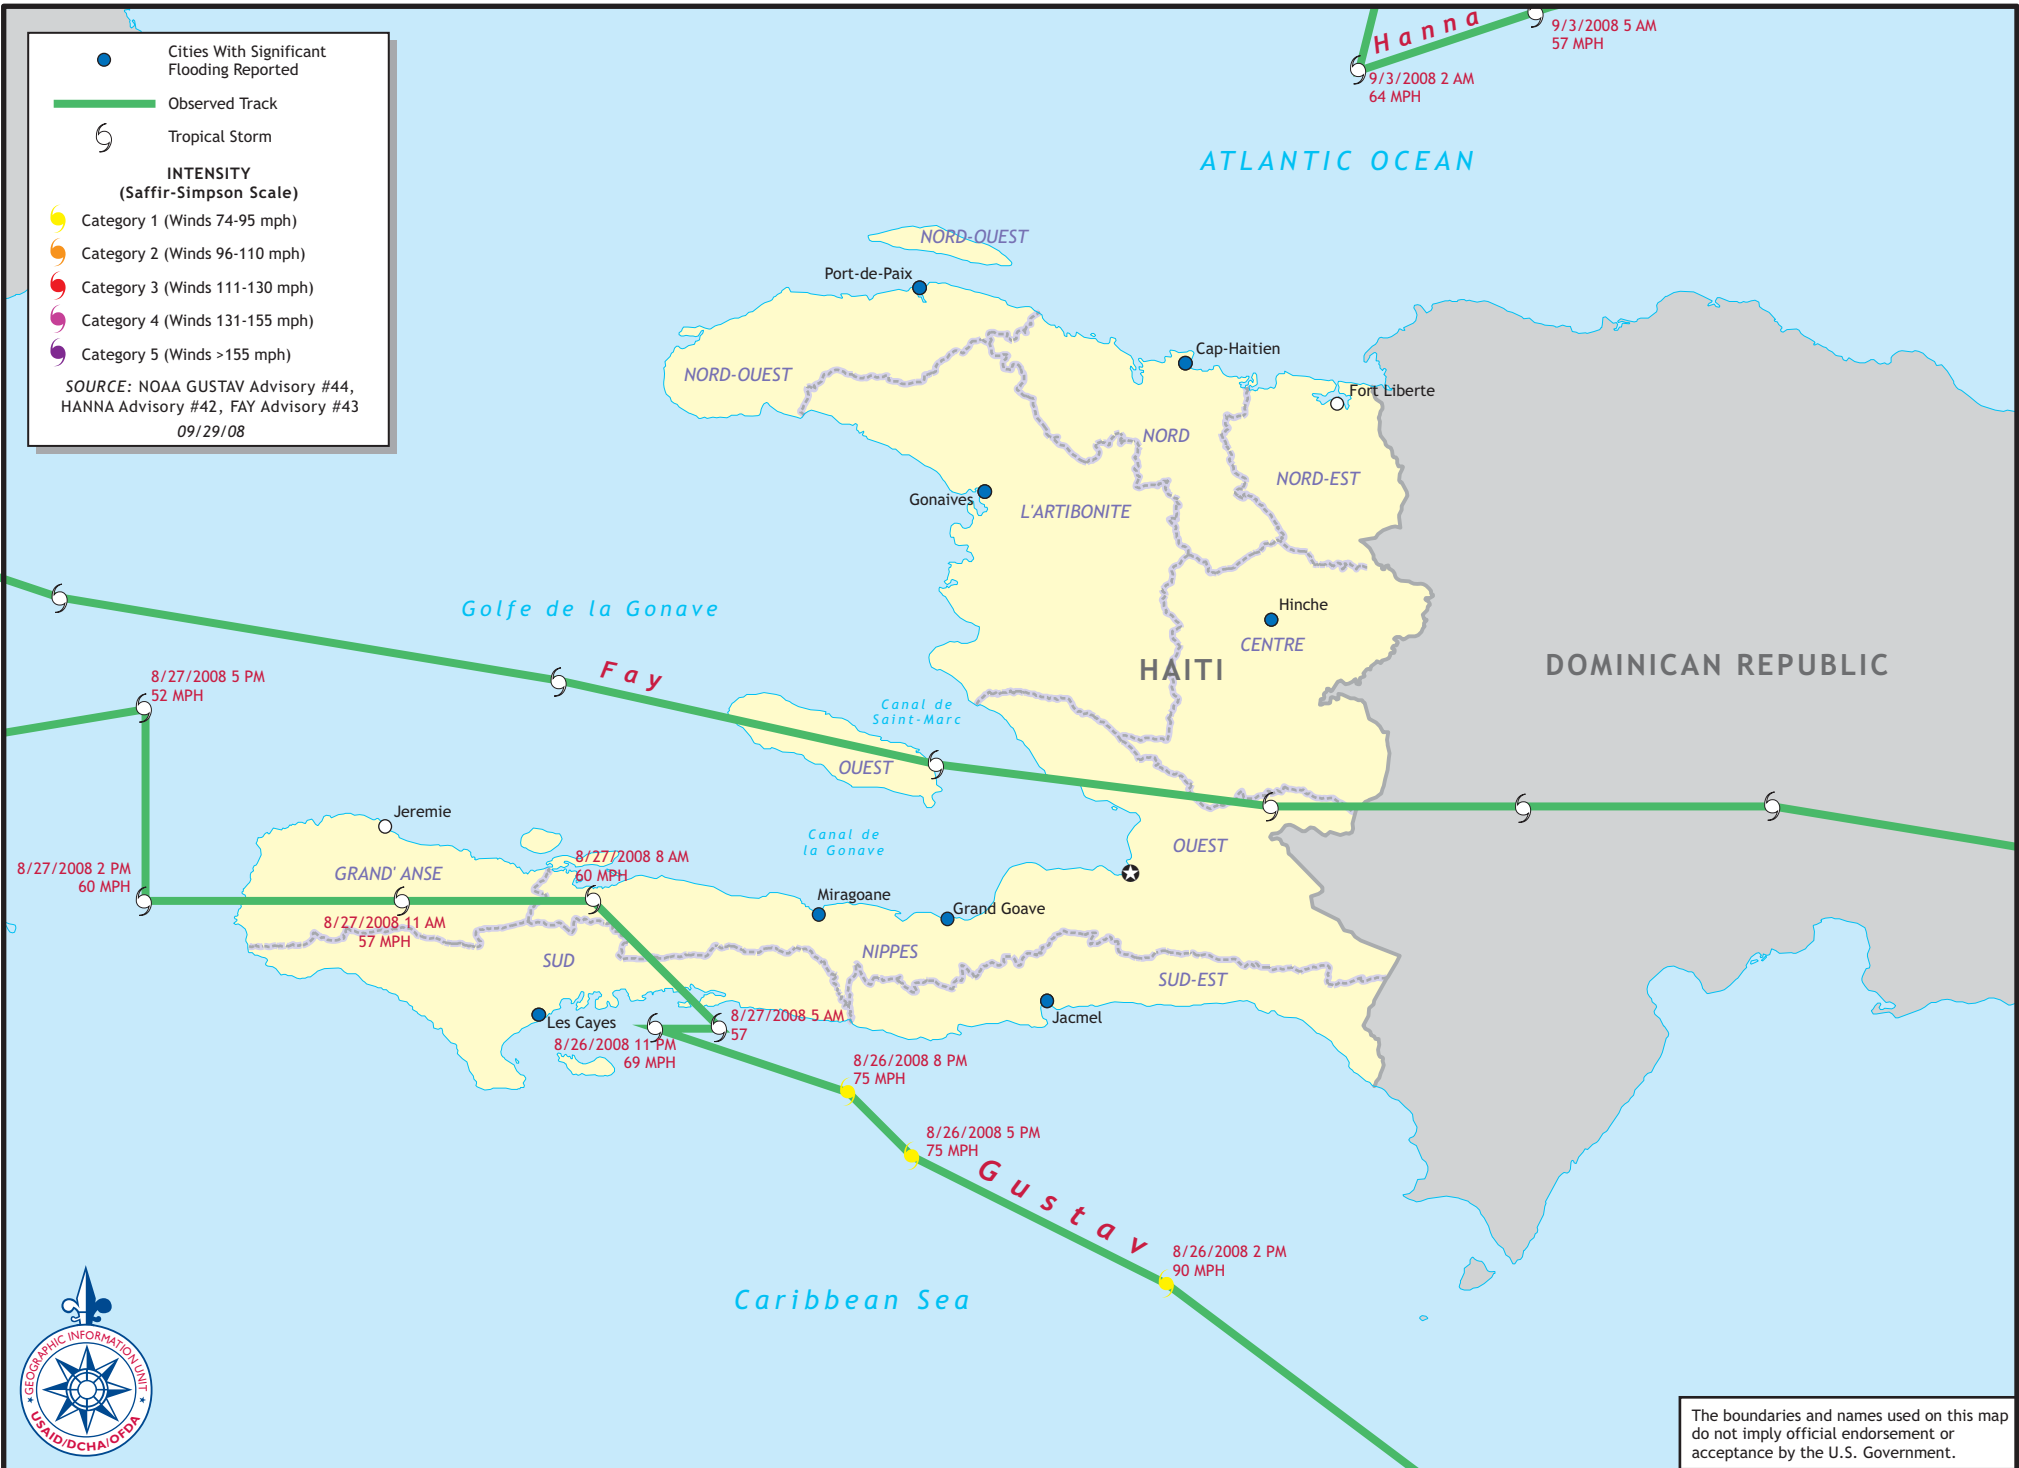 Cities With Significant
Flooding Reported
Observed Track
Tropical Storm
INTENSITY
(Saffir-Simpson Scale)
Category 1 (Winds 74-95 mph)
Category 2 (Winds 96-110 mph)
Category 3 (Winds 111-130 mph)
Category 4 (Winds 131-155 mph)
Category 5 (Winds >155 mph)
SOURCE: NOAA GUSTAV Advisory #44,
HANNA Advisory #42, FAY Advisory #43
09/29/08
Hanna
9/3/2008 5 AM
57 MPH
9/3/2008 2 AM
64 MPH
ATLANTIC OCEAN
NORD-OUEST
Port-de-Paix
Cap-Haitien
NORD-OUEST
Fort Liberte
NORD
NORD-EST
Gonaives
L'ARTIBONITE
Golfe de la Gonave
Hinche
CENTRE
HAITI
DOMINICAN REPUBLIC
Fay
8/27/2008 5 PM
52 MPH
Canal de
Saint-Marc
OUEST
Jeremie
Canal de
la Gonave
OUEST
8/27/2008 2 PM
60 MPH
GRAND' ANSE
8/27/2008 8 AM
60 MPH
Miragoane
Grand Goave
8/27/2008 11 AM
57 MPH
SUD
NIPPES
SUD-EST
Les Cayes
8/27/2008 5 AM
57
Jacmel
8/26/2008 11 PM
69 MPH
8/26/2008 8 PM
75 MPH
8/26/2008 5 PM
75 MPH
Gustav
8/26/2008 2 PM
90 MPH
Caribbean Sea
GEOGRAPHIC INFORMATION UNIT
USAID/DCHA/OFDA
The boundaries and names used on this map
do not imply official endorsement or
acceptance by the U.S. Government.